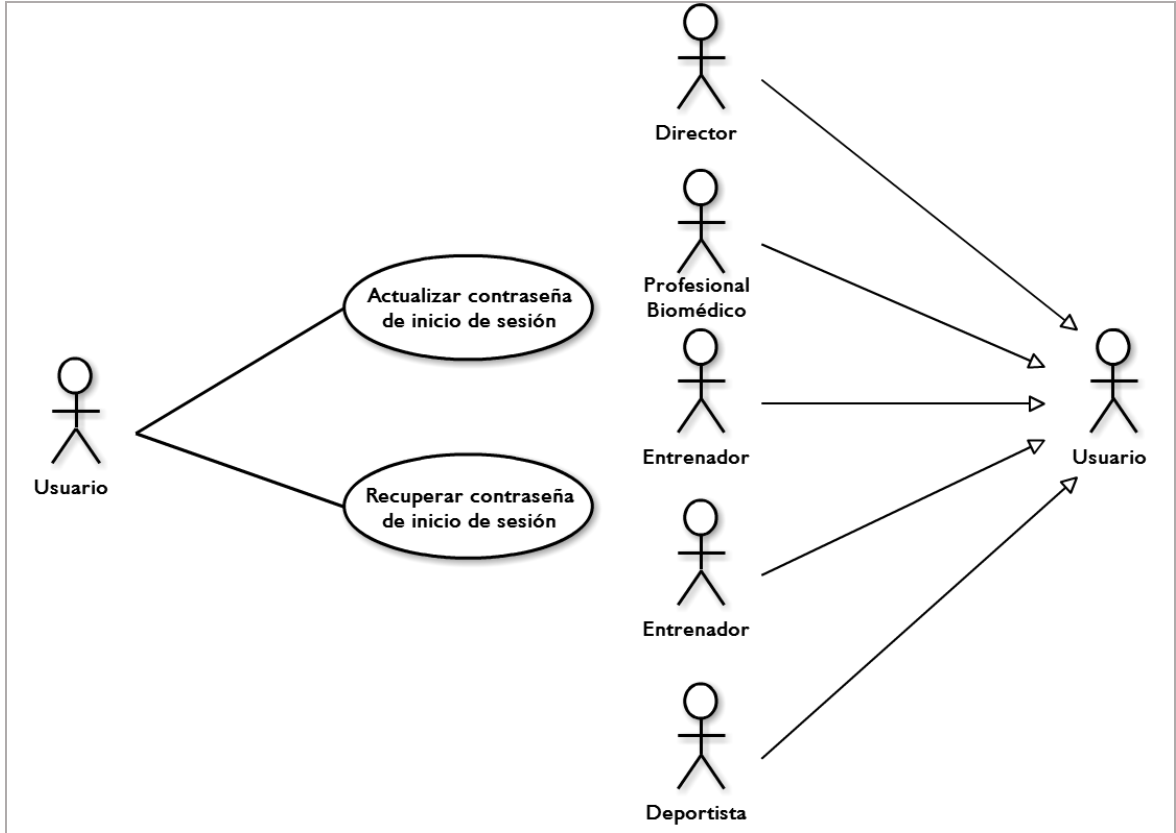 Director
Profesional
Biomédico
Actualizar contraseña
de inicio de sesión
Usuario
Entrenador
Usuario
Recuperar contraseña
de inicio de sesión
Entrenador
Deportista